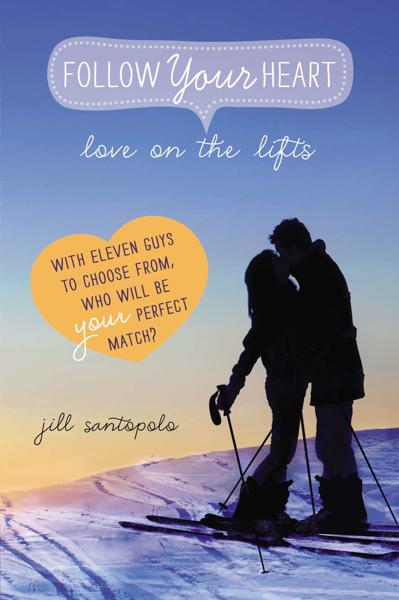 FOLLOW Your HEART
love on the lifts
WITH ELEVEN GUYS
TO CHOOSE FROM,
WHO WILL BE
your PERFECT
MATCH?
jill santopolo